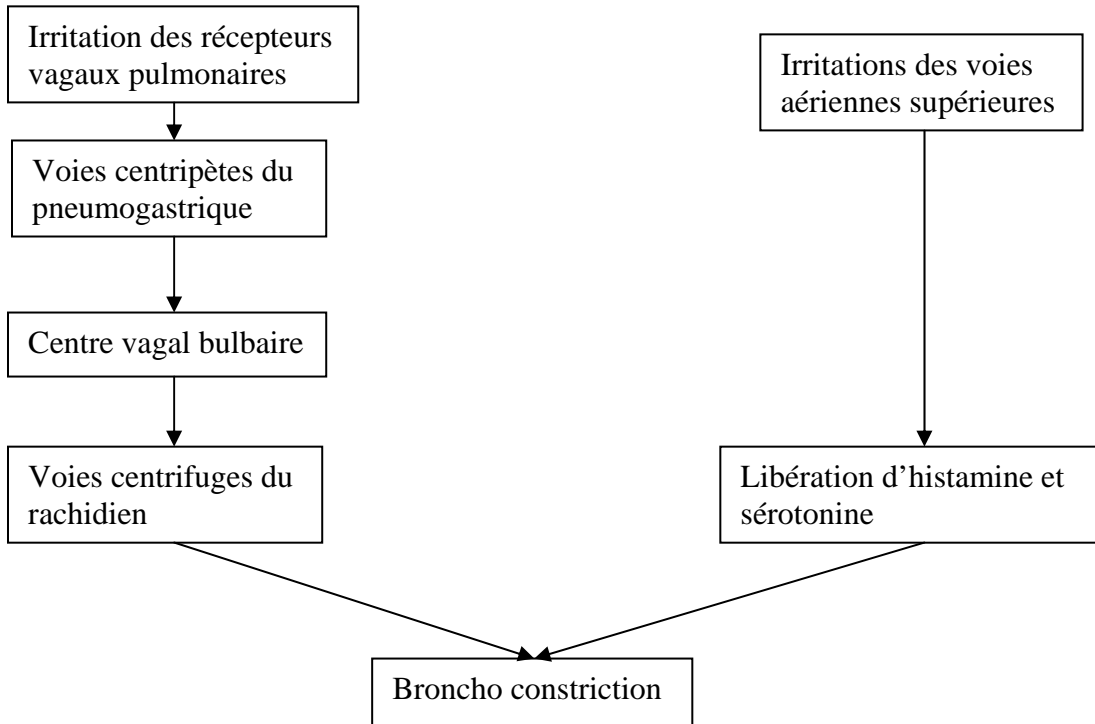 Irritation des récepteurs
vagaux pulmonaires
Irritations des voies
aériennes supérieures
Voies centripètes du
pneumogastrique
Centre vagal bulbaire
Voies centrifuges du
rachidien
Libération d’histamine et
sérotonine
Broncho constriction